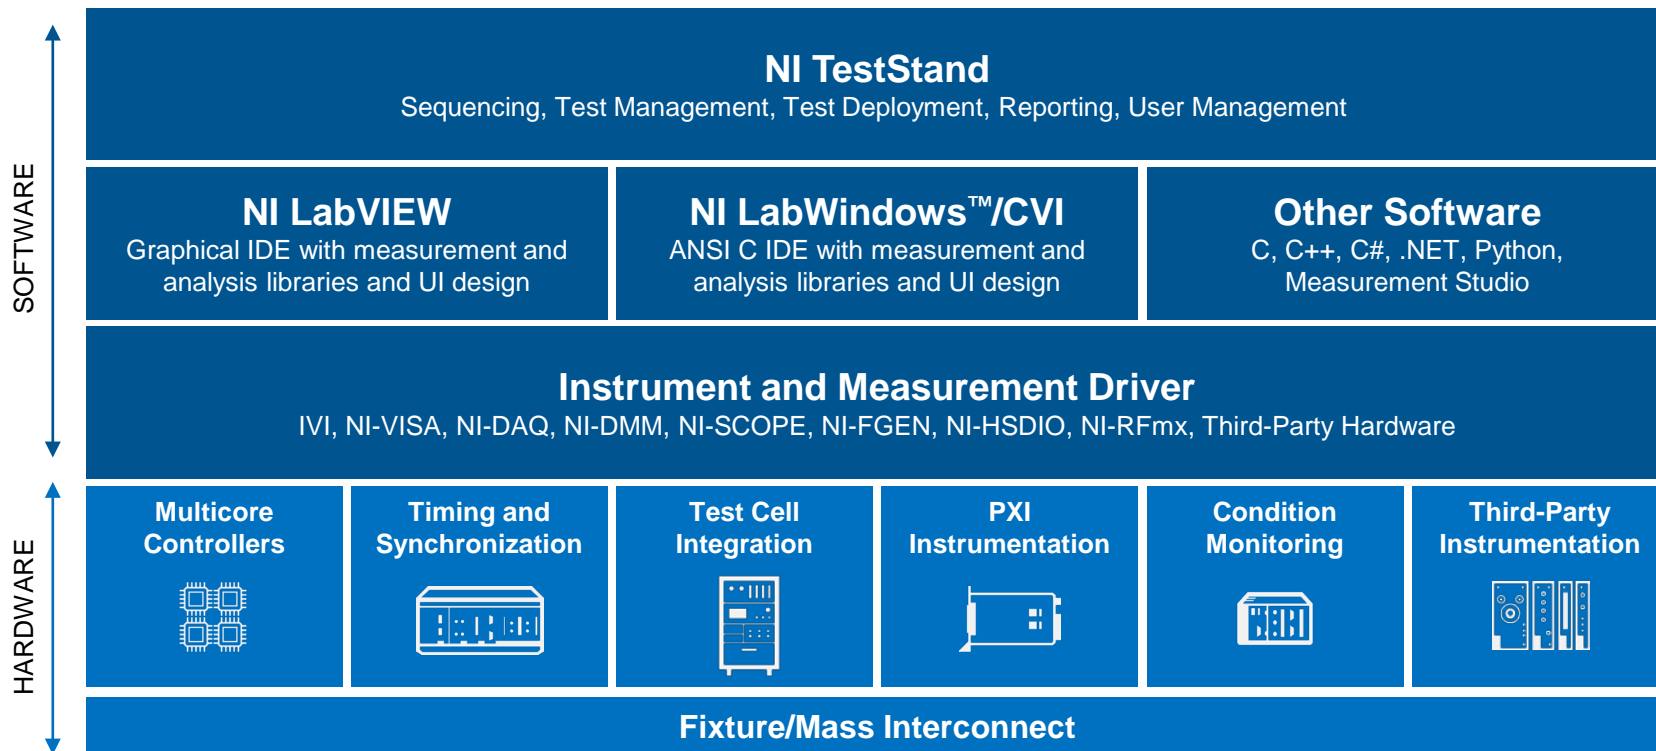 NI TestStand
Sequencing, Test Management, Test Deployment, Reporting, User Management
SOFTWARE
NI LabVIEW
Graphical IDE with measurement and
analysis libraries and UI design
NI LabWindows™/CVI
ANSI C IDE with measurement and
analysis libraries and UI design
Other Software
C, C++, C#, .NET, Python,
Measurement Studio
Instrument and Measurement Driver
IVI, NI-VISA, NI-DAQ, NI-DMM, NI-SCOPE, NI-FGEN, NI-HSDIO, NI-RFmx, Third-Party Hardware
HARDWARE
Multicore
Controllers
Timing and
Synchronization
Test Cell
Integration
PXI
Instrumentation
Condition
Monitoring
Third-Party
Instrumentation
Fixture/Mass Interconnect